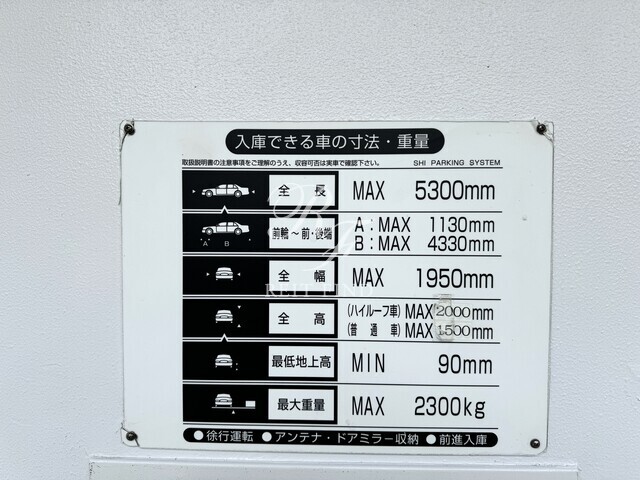 入庫できる車の寸法・重量
取扱説明書の注意事項をご理解のうえ、収容可否は実車で確認下さい。 SHI PARKING SYSTEM
全長 MAX 5300mm
前輪～前・後端 A:MAX 1130mm
A B B:MAX 4330mm
全幅 MAX 1950mm
全高 (ハイルーフ車) MAX 2000mm
(普通車) MAX 1500mm
最低地上高 MIN 90mm
最大重量 MAX 2300kg
●徐行運転 ●アンテナ・ドアミラー収納 ●前進入庫
REIT FIND